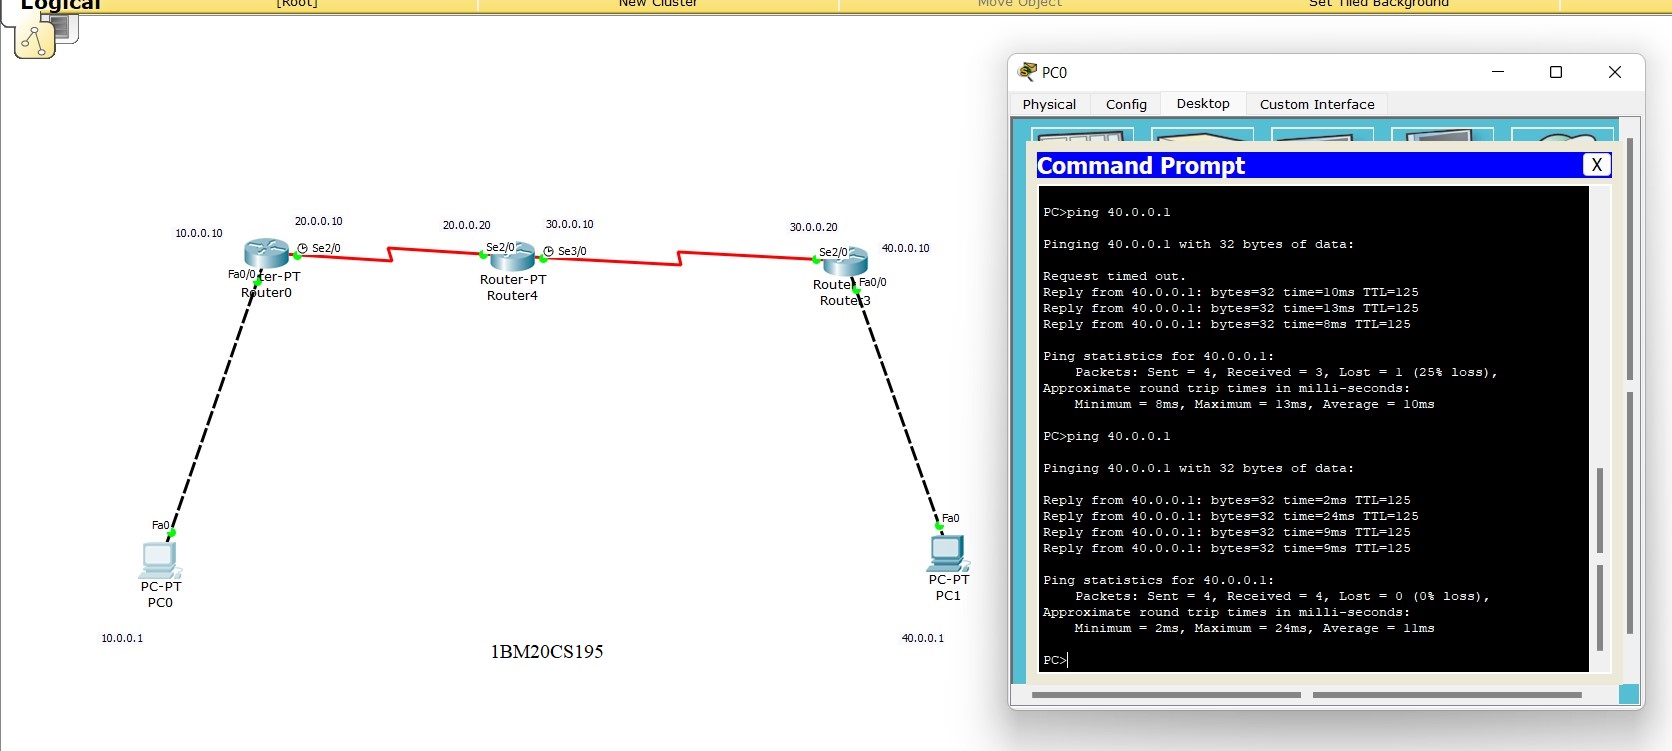 Logical
[Root]
New Cluster
Move Object
Set Tiled Background
10.0.0.10
20.0.0.10
Se2/0
Fa0/0
ter-PT
Router0
20.0.0.20
30.0.0.10
Se2/0
Se3/0
Router-PT
Router4
30.0.0.20
40.0.0.10
Se2/0
Router
Fa0/0
Router3
Fa0
PC-PT
PC0
10.0.0.1
Fa0
PC-PT
PC1
40.0.0.1
1BM20CS195
PC0
Physical
Config
Desktop
Custom Interface
Command Prompt
X
PC>ping 40.0.0.1
Pinging 40.0.0.1 with 32 bytes of data:
Request timed out.
Reply from 40.0.0.1: bytes=32 time=10ms TTL=125
Reply from 40.0.0.1: bytes=32 time=13ms TTL=125
Reply from 40.0.0.1: bytes=32 time=8ms TTL=125
Ping statistics for 40.0.0.1:
Packets: Sent = 4, Received = 3, Lost = 1 (25% loss),
Approximate round trip times in milli-seconds:
Minimum = 8ms, Maximum = 13ms, Average = 10ms
PC>ping 40.0.0.1
Pinging 40.0.0.1 with 32 bytes of data:
Reply from 40.0.0.1: bytes=32 time=2ms TTL=125
Reply from 40.0.0.1: bytes=32 time=24ms TTL=125
Reply from 40.0.0.1: bytes=32 time=9ms TTL=125
Reply from 40.0.0.1: bytes=32 time=9ms TTL=125
Ping statistics for 40.0.0.1:
Packets: Sent = 4, Received = 4, Lost = 0 (0% loss),
Approximate round trip times in milli-seconds:
Minimum = 2ms, Maximum = 24ms, Average = 11ms
PC>